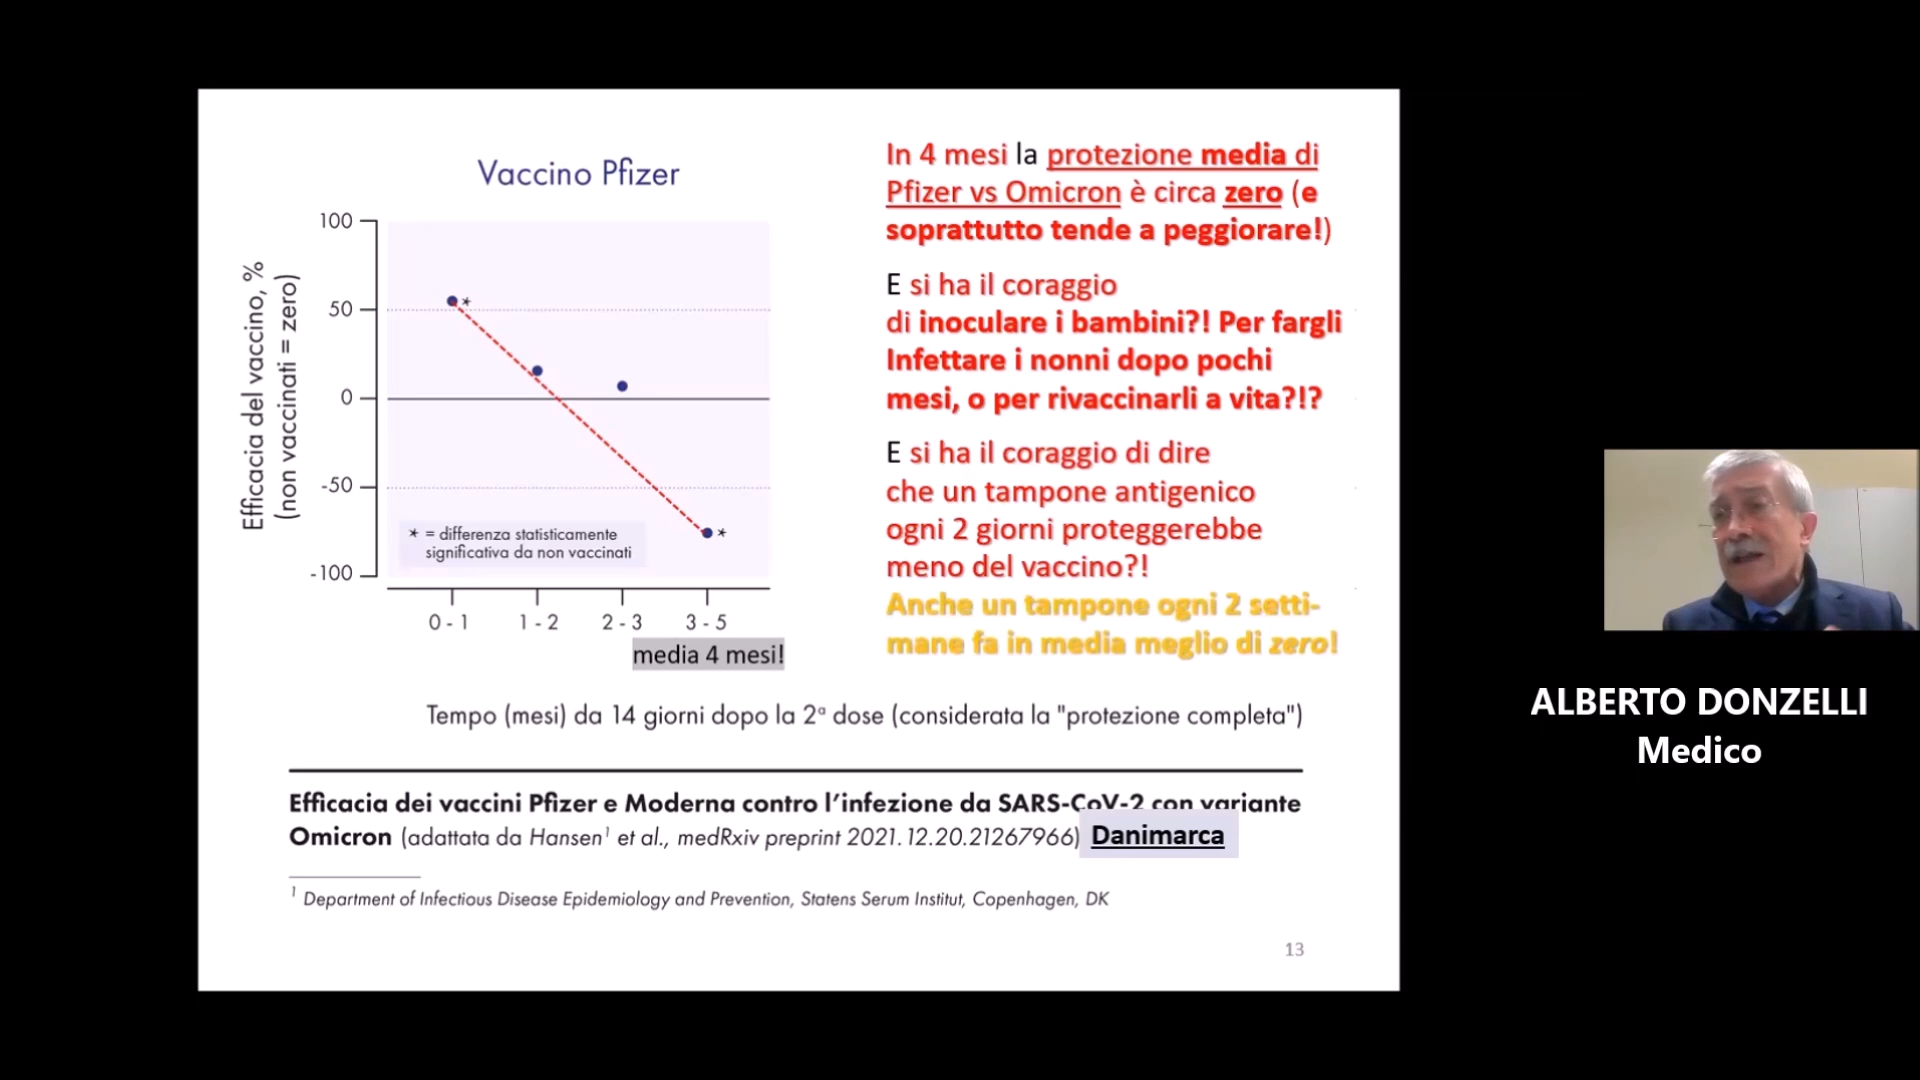 Vaccino Pfizer
Efficacia del vaccino, %
(non vaccinati = zero)
100
50
0
-50
-100
*
*
* = differenza statisticamente
significativa da non vaccinati
0 - 1
1 - 2
2 - 3
3 - 5
media 4 mesi!
Tempo (mesi) da 14 giorni dopo la 2ª dose (considerata la "protezione completa")
In 4 mesi la protezione media di
Pfizer vs Omicron è circa zero (e
soprattutto tende a peggiorare!)
E si ha il coraggio
di inoculare i bambini?! Per fargli
Infettare i nonni dopo pochi
mesi, o per rivaccinarli a vita?!?
E si ha il coraggio di dire
che un tampone antigenico
ogni 2 giorni proteggerebbe
meno del vaccino?!
Anche un tampone ogni 2 setti-
mane fa in media meglio di zero!
Efficacia dei vaccini Pfizer e Moderna contro l'infezione da SARS-CoV-2 con variante
Omicron (adattata da Hansen¹ et al., medRxiv preprint 2021.12.20.21267966) Danimarca
¹ Department of Infectious Disease Epidemiology and Prevention, Statens Serum Institut, Copenhagen, DK
13
ALBERTO DONZELLI
Medico